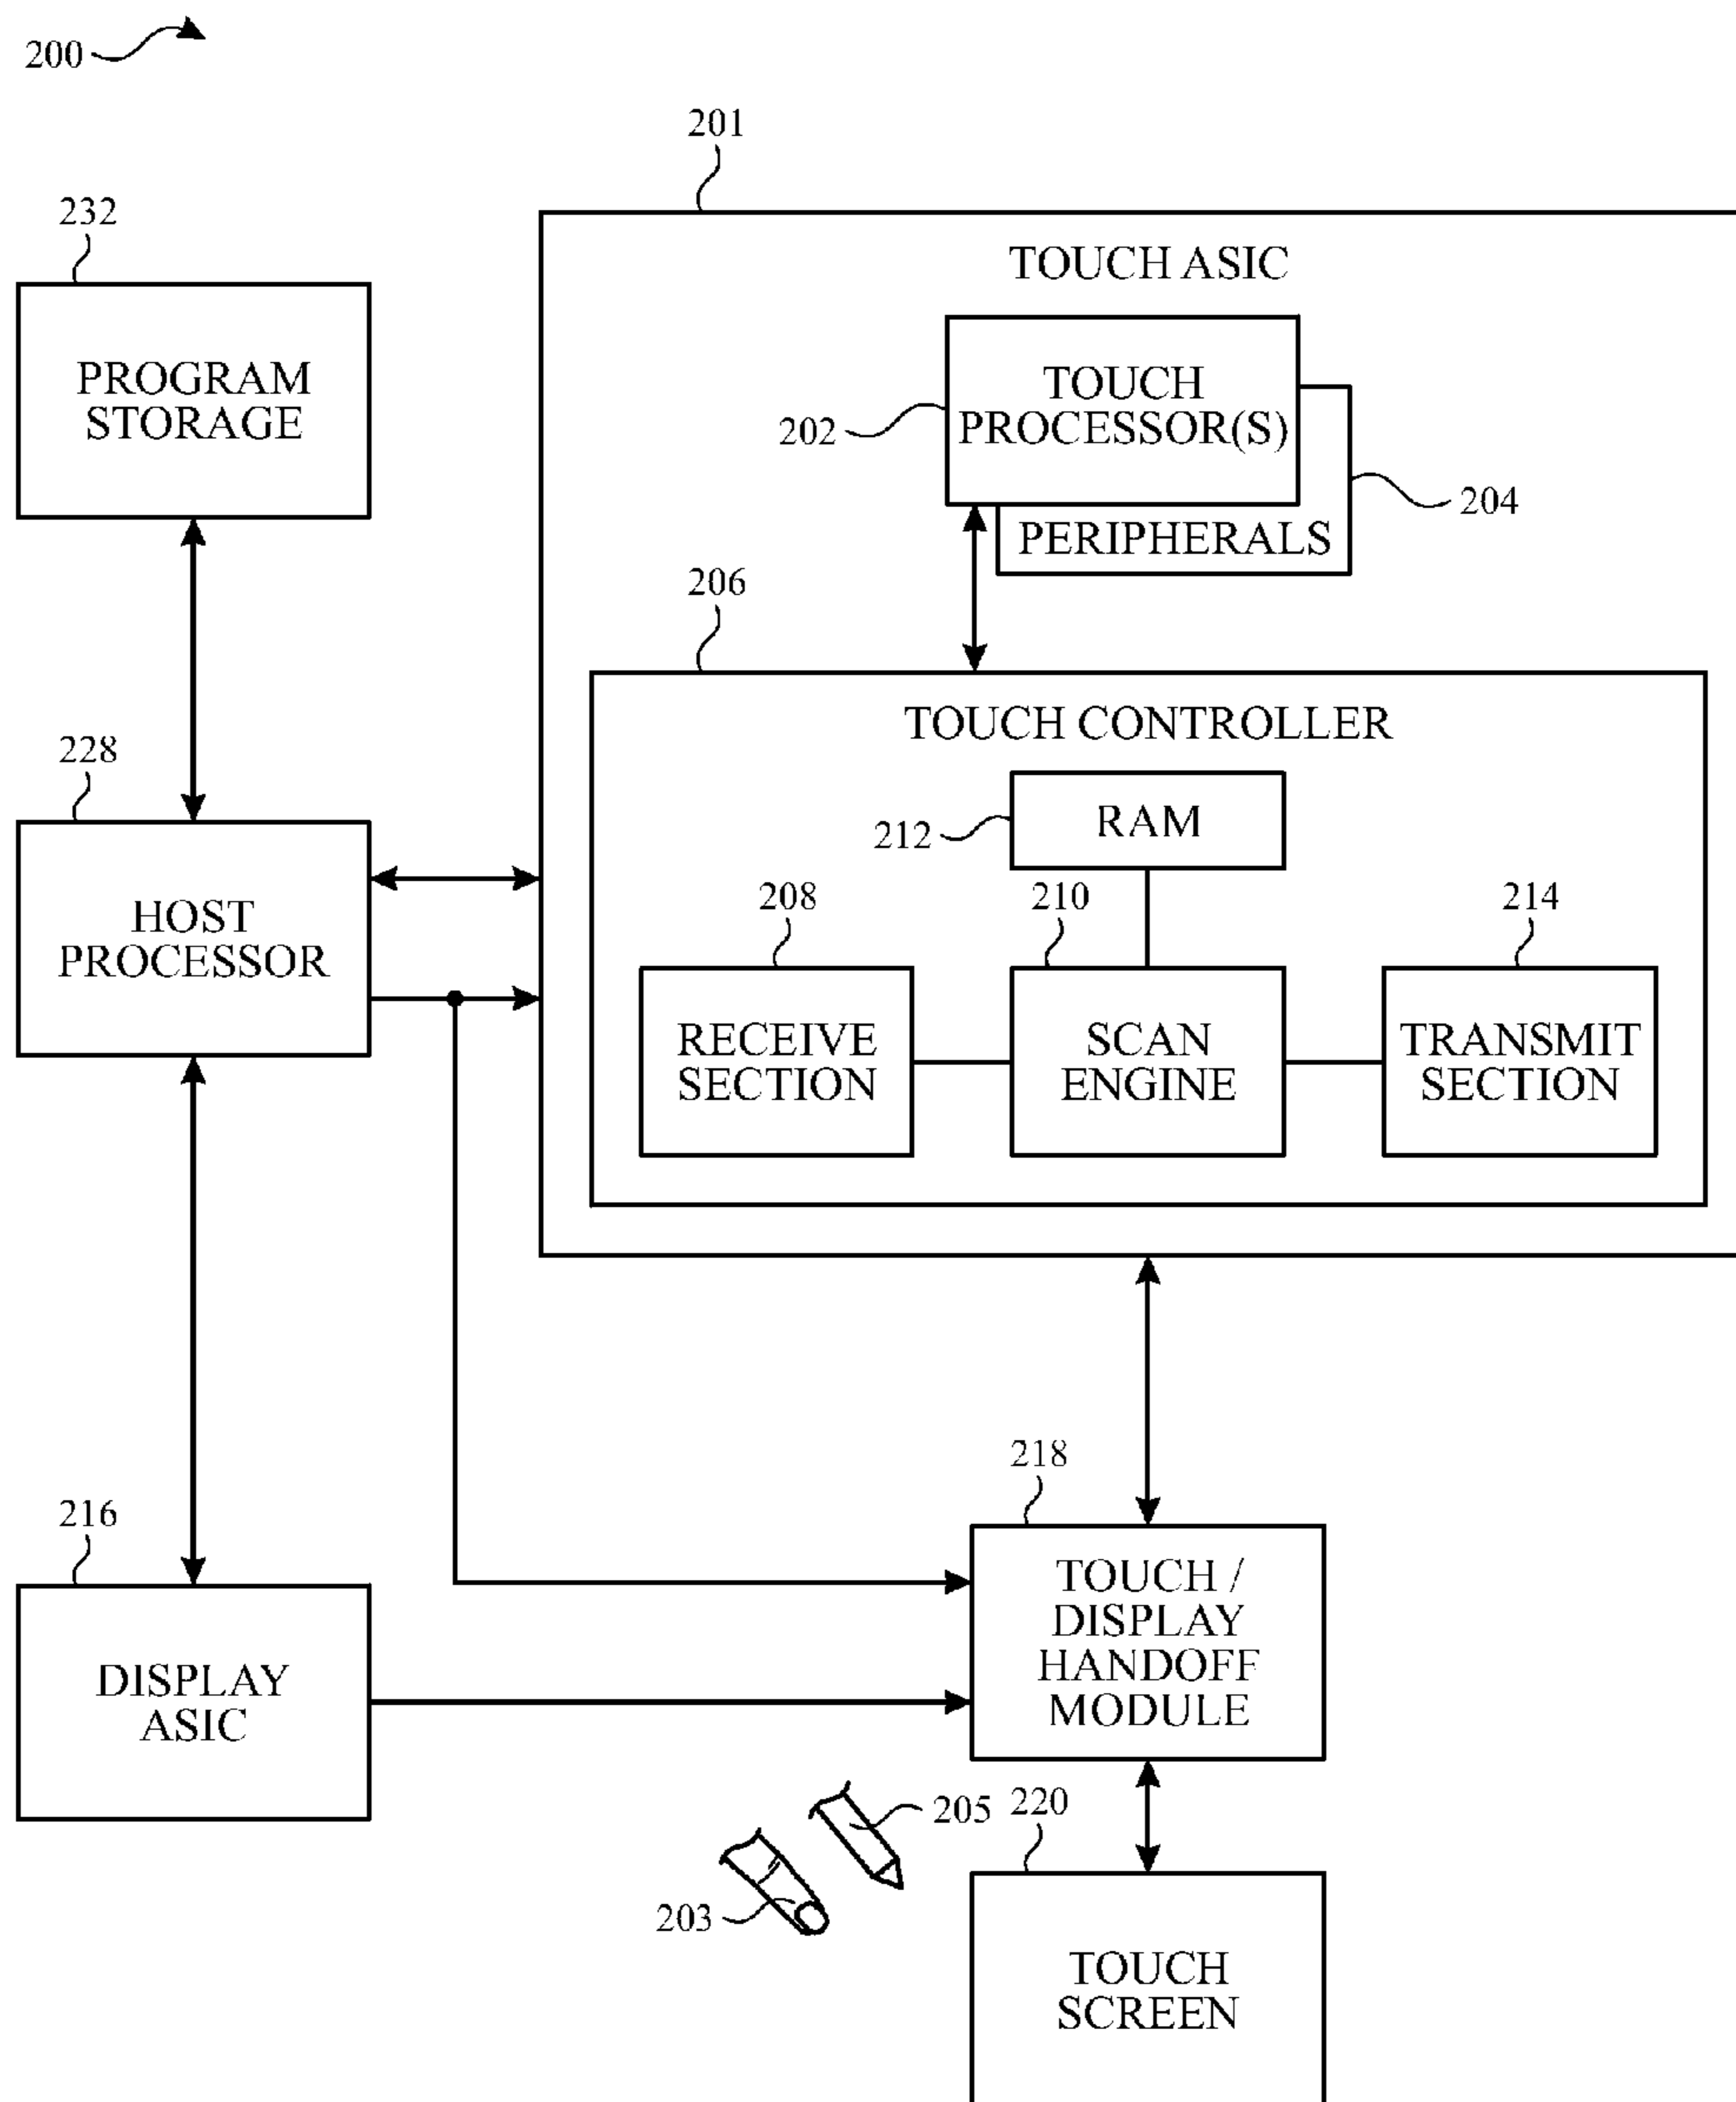 200
201
232
TOUCH ASIC
PROGRAM
STORAGE
TOUCH
PROCESSOR(S)
202
204
PERIPHERALS
206
TOUCH CONTROLLER
228
RAM
212
HOST
PROCESSOR
208
210
214
RECEIVE
SECTION
SCAN
ENGINE
TRANSMIT
SECTION
218
216
TOUCH /
DISPLAY
HANDOFF
MODULE
DISPLAY
ASIC
205
220
203
TOUCH
SCREEN